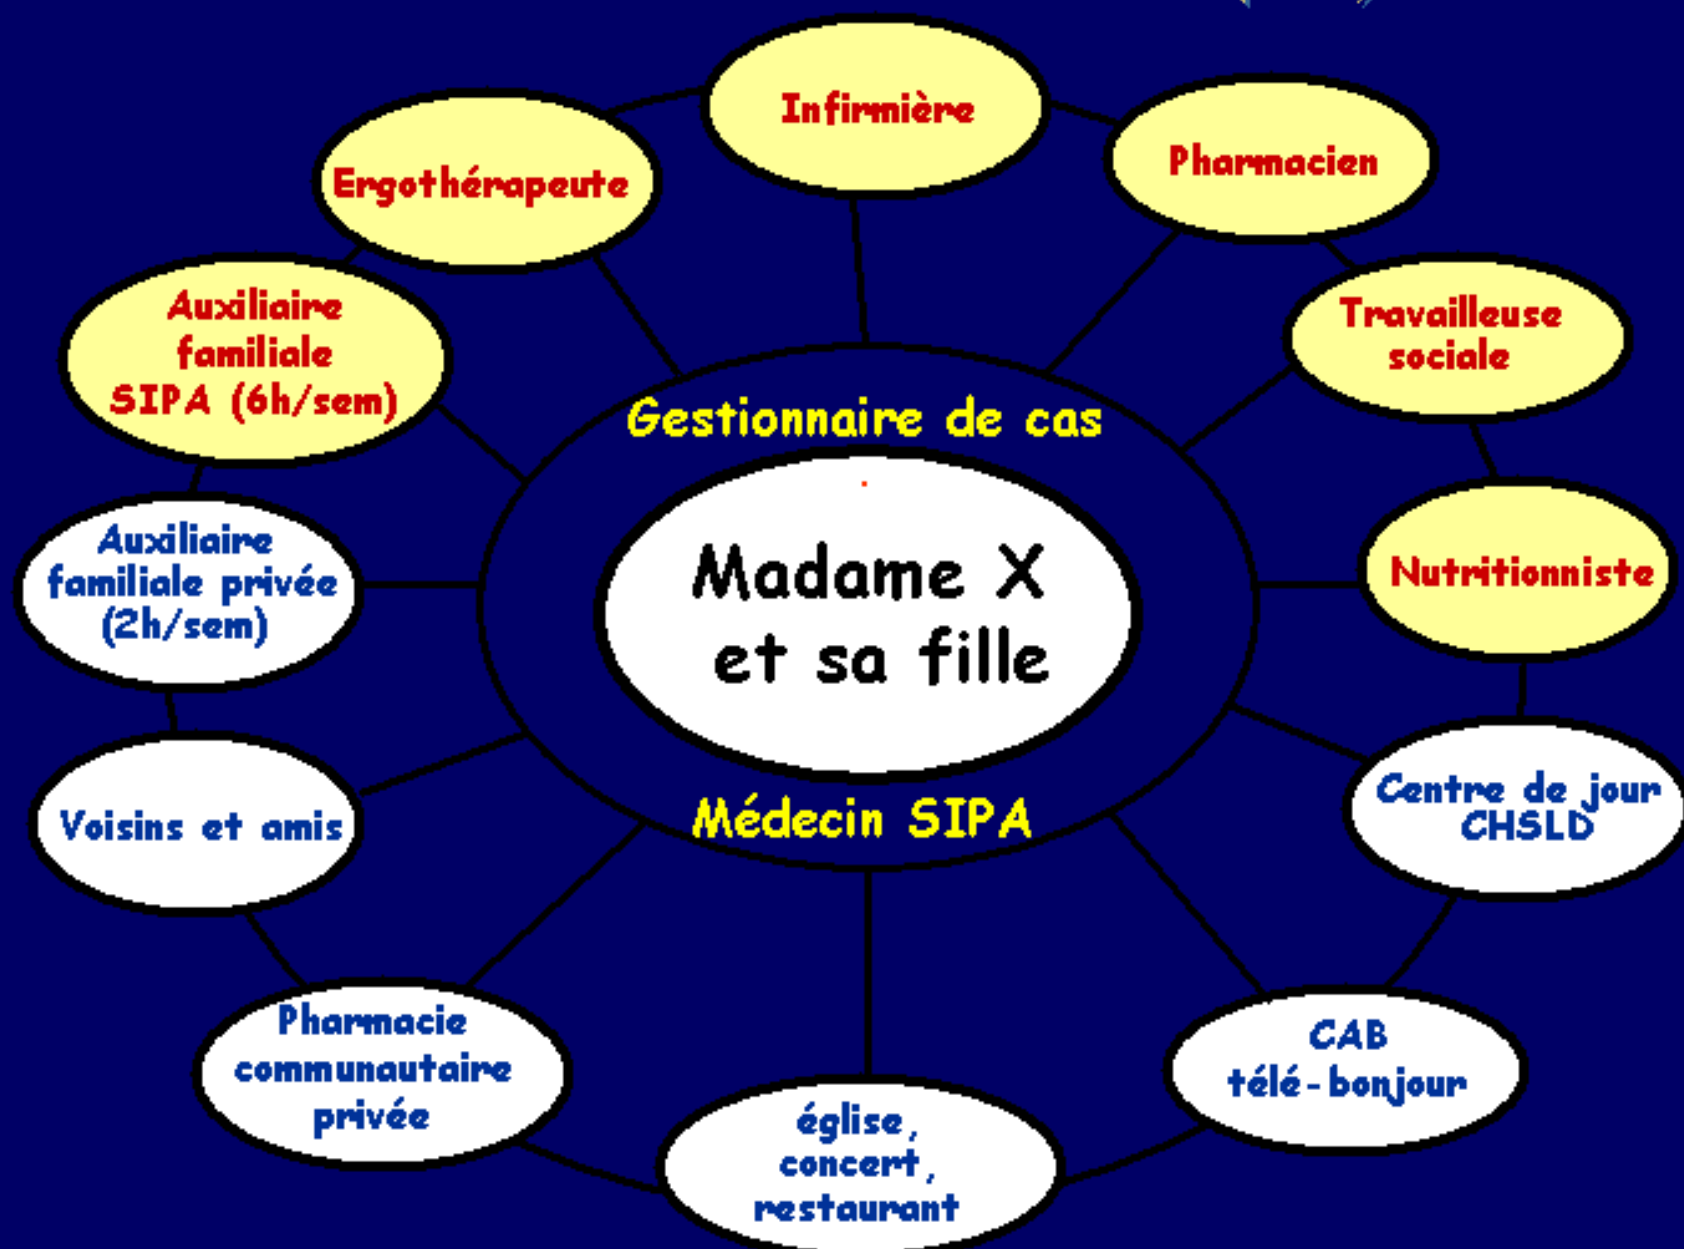 Infirmière
Pharmacien
Ergothérapeute
Travailleuse
sociale
Auxiliaire
familiale
SIPA (6h/sem)
Gestionnaire de cas
Auxiliaire
familiale privée
(2h/sem)
Madame X
et sa fille
Nutritionniste
Voisins et amis
Médecin SIPA
Centre de jour
CHSLD
Pharmacie
communautaire
privée
CAB
télé-bonjour
église,
concert,
restaurant